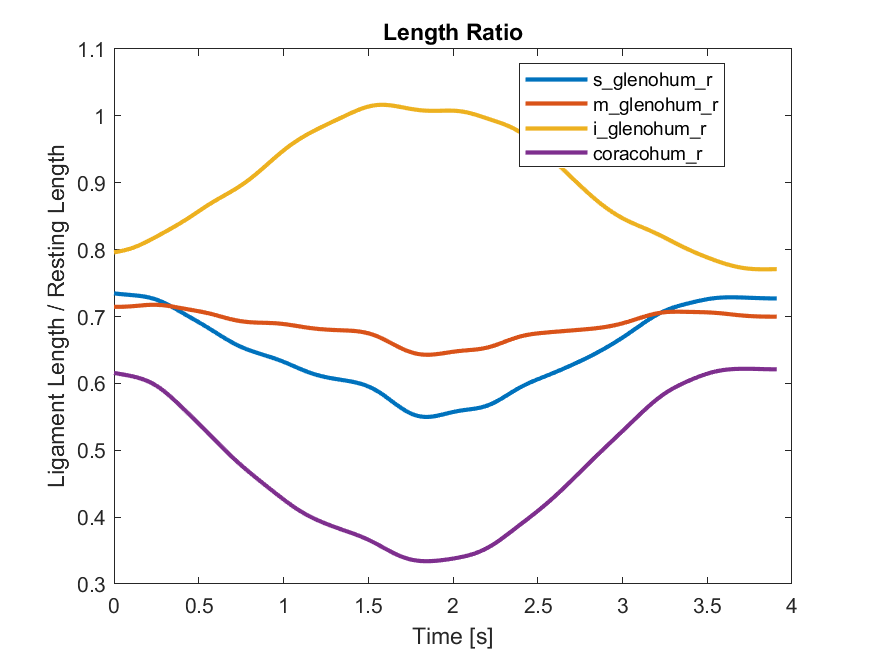 Length Ratio
1.1
1
0.9
0.8
0.7
0.6
0.5
0.4
0.3
Ligament Length / Resting Length
s_glenohum_r
m_glenohum_r
i_glenohum_r
coracohum_r
0 0.5 1 1.5 2 2.5 3 3.5 4
Time [s]